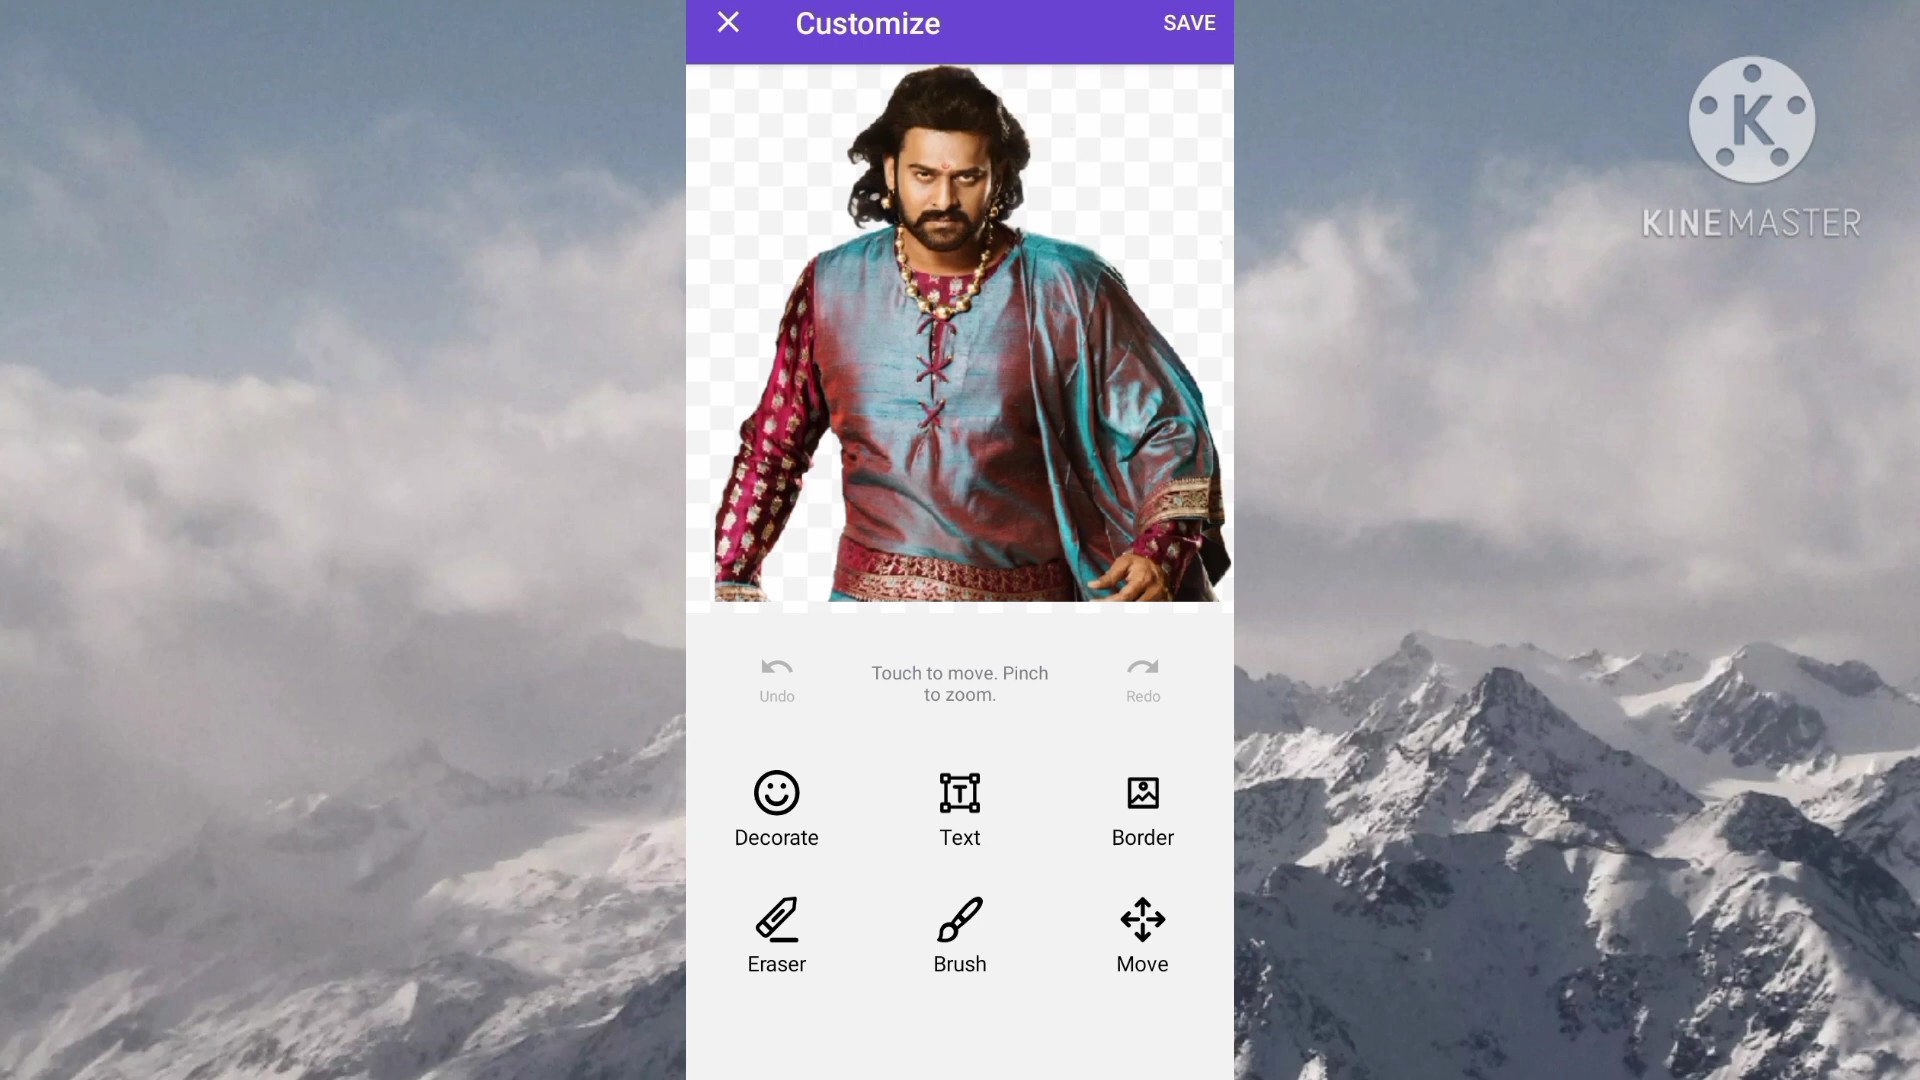 Customize
SAVE
K
KINEMASTER
Undo
Touch to move. Pinch
to zoom.
Redo
Decorate
Text
Border
Eraser
Brush
Move